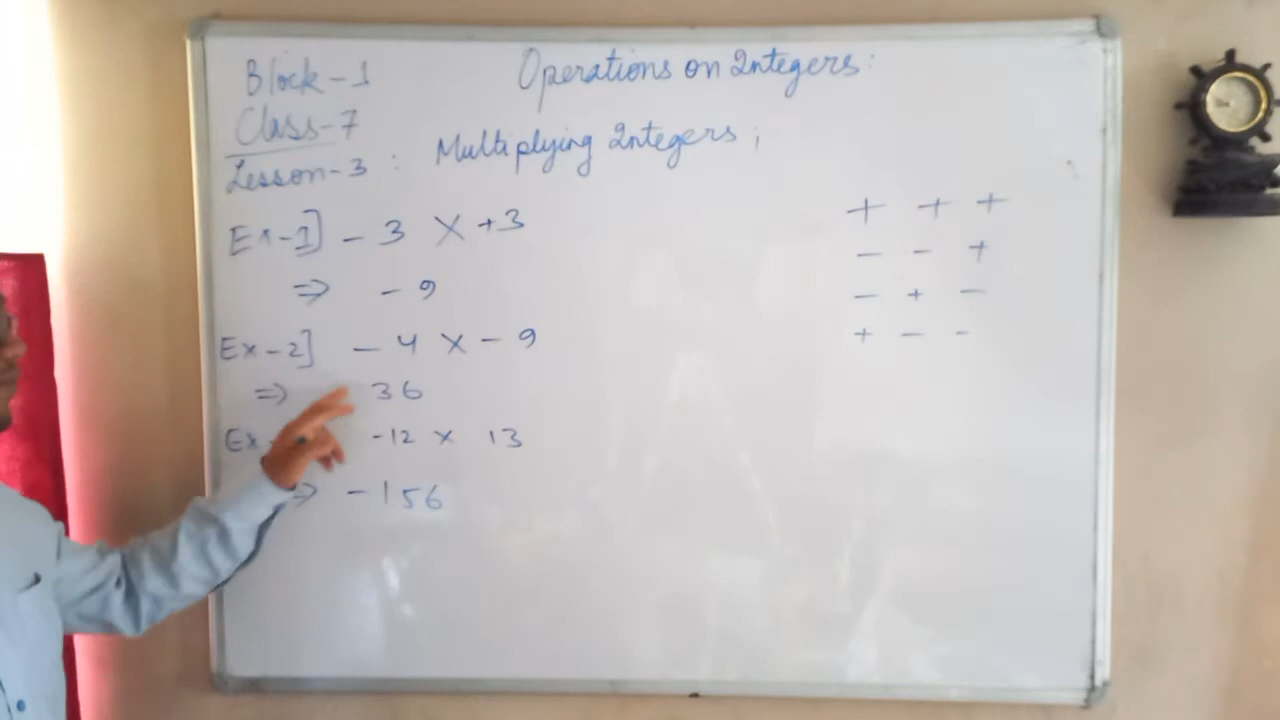 Block-1
Operations on Integers:
Class-7
Lesson-3 : Multiplying Integers ;
Ex-1] - 3 X +3
⇒ - 9
Ex-2] - 4 X - 9
⇒ 36
Ex -12 x 13
⇒ -156
+ + +
- - +
- + -
+ - -